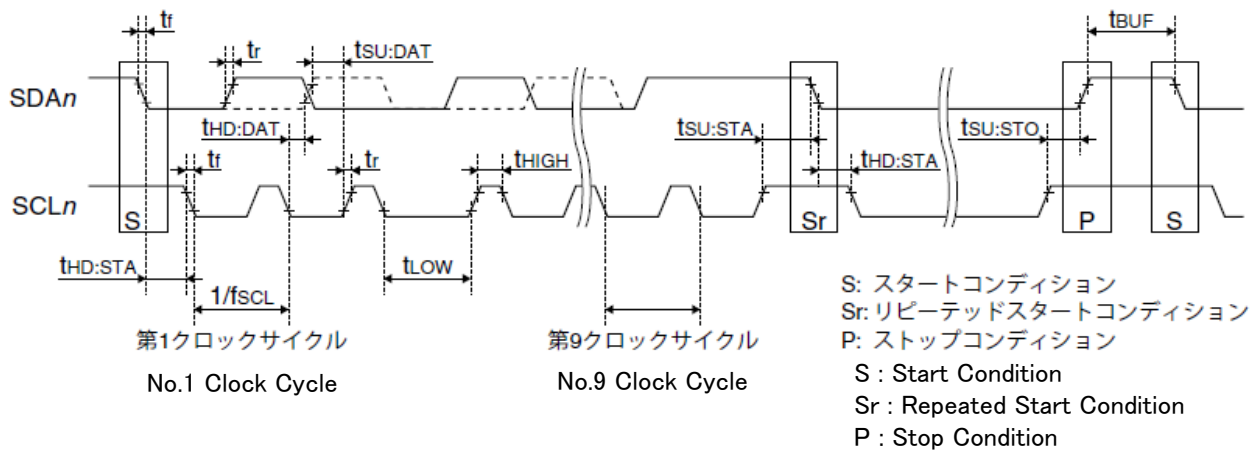 tf
tr
tSU:DAT
tBUF
SDAn
tHD:DAT
tSU:STA
tSU:STO
tf
tr
tHIGH
tHD:STA
SCLn
S
Sr
P
S
tHD:STA
tLOW
1/fSCL
第1クロックサイクル
第9クロックサイクル
No.1 Clock Cycle
No.9 Clock Cycle
S: スタートコンディション
Sr: リピーテッドスタートコンディション
P: ストップコンディション
S : Start Condition
Sr : Repeated Start Condition
P : Stop Condition